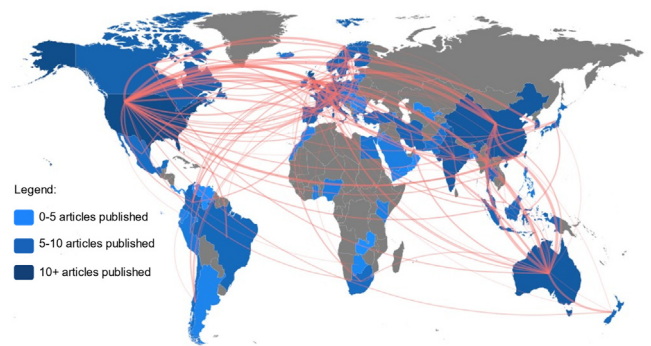 Legend:
0-5 articles published
5-10 articles published
10+ articles published